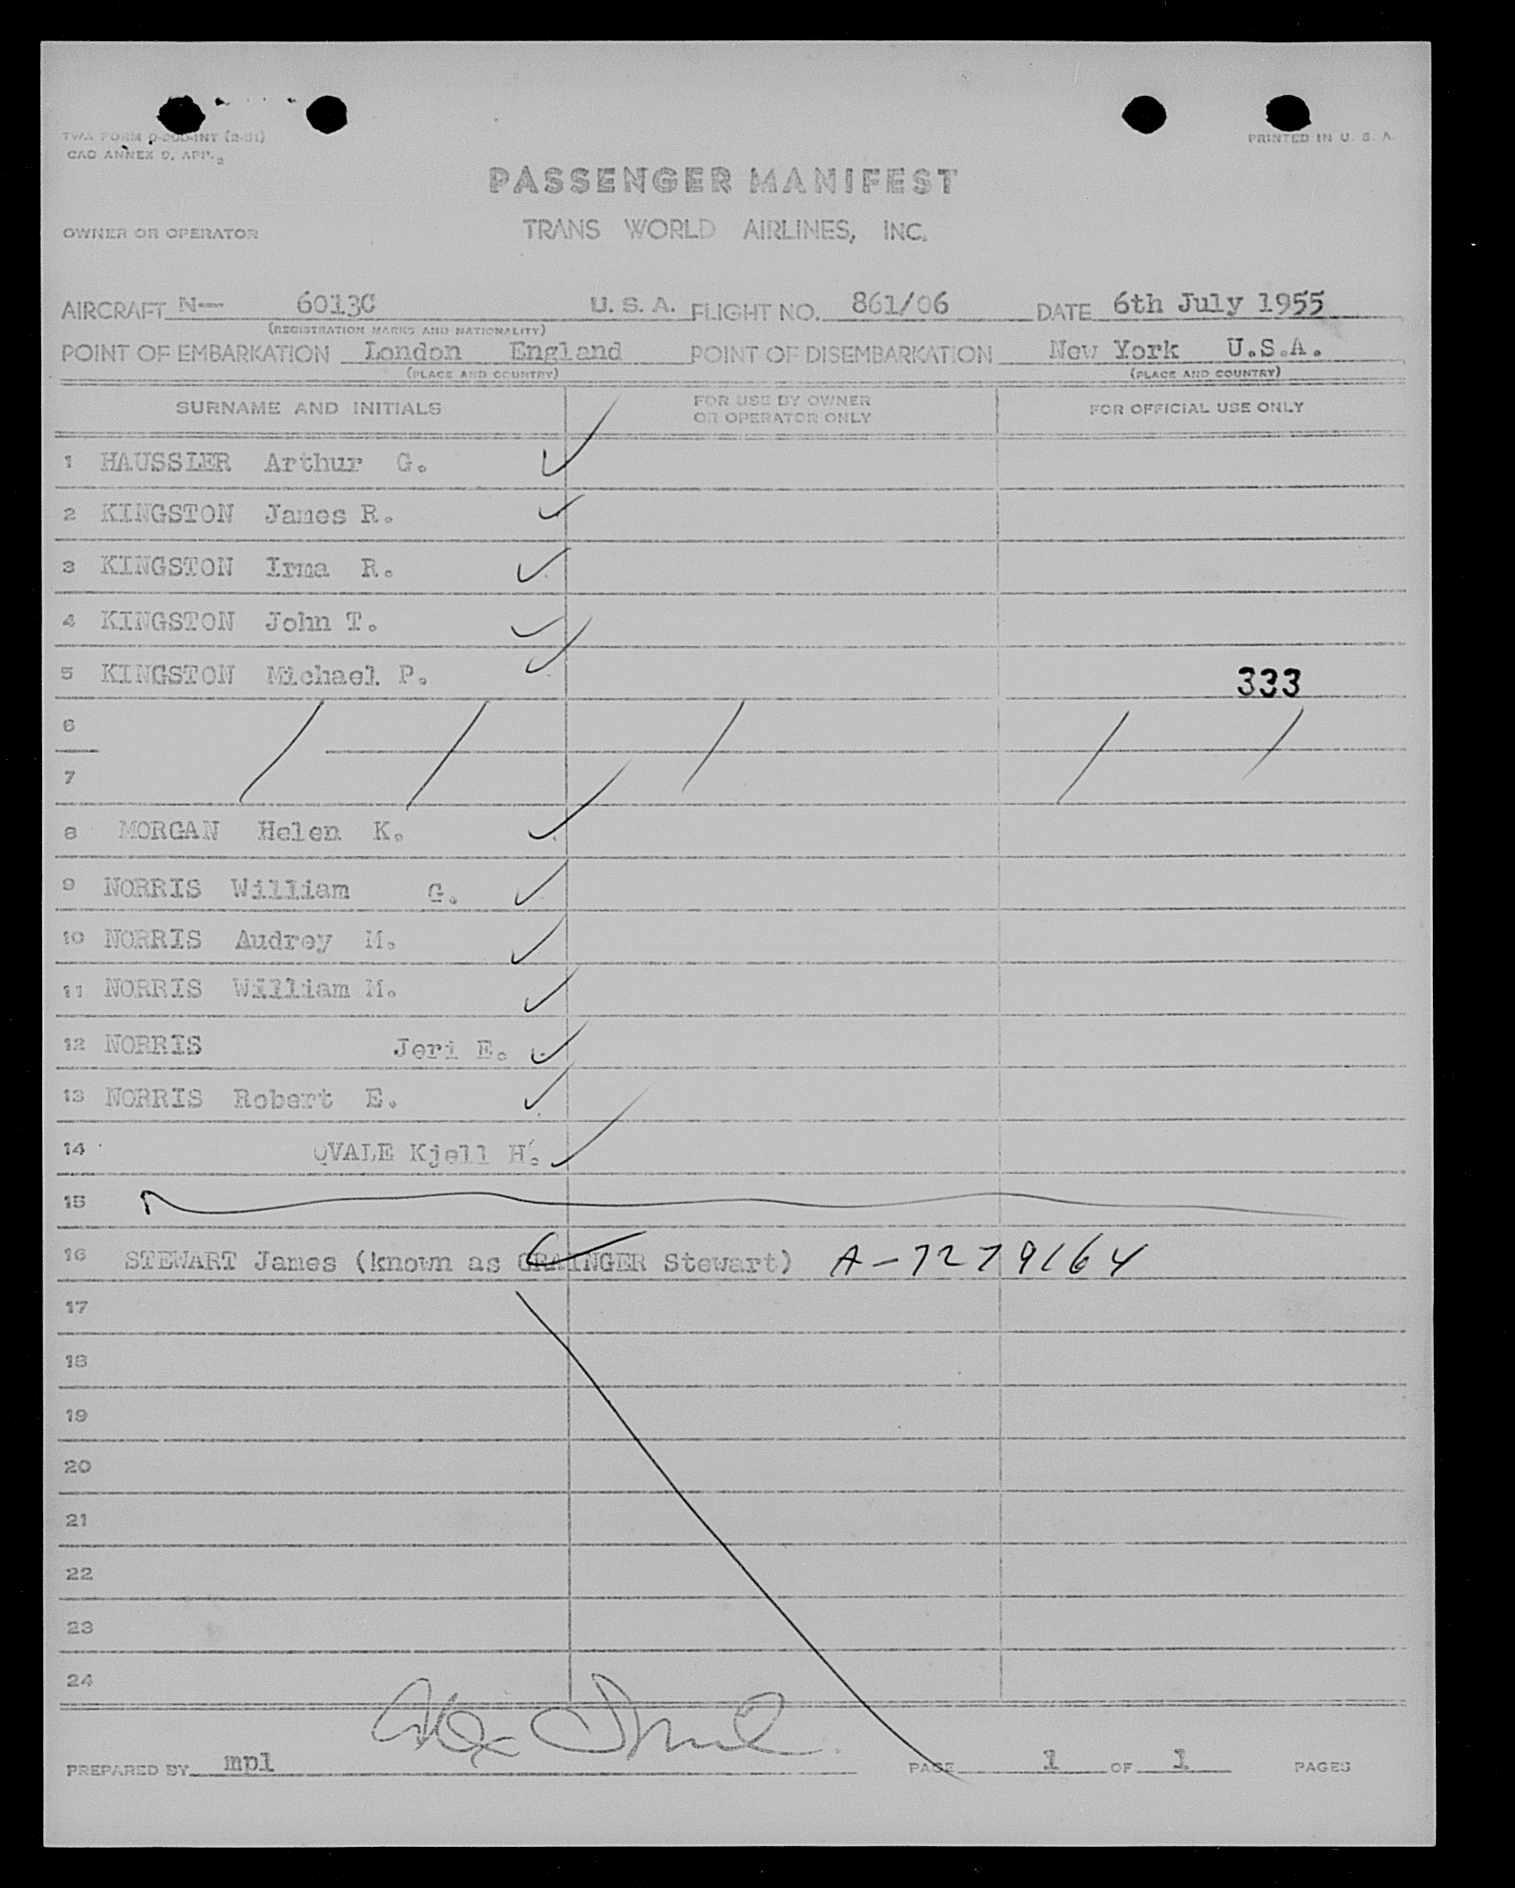 TWA FORM O-200-INT (2-51)
PRINTED IN U. S. A.
CAO ANNEX 9, APP. 2
PASSENGER MANIFEST
OWNER OR OPERATOR TRANS WORLD AIRLINES, INC.
AIRCRAFT N— 6013C U. S. A. FLIGHT NO. 861/06 DATE 6th July 1955
(REGISTRATION MARKS AND NATIONALITY)
POINT OF EMBARKATION London England POINT OF DISEMBARKATION New York U.S.A.
(PLACE AND COUNTRY) (PLACE AND COUNTRY)
SURNAME AND INITIALS FOR USE BY OWNER OR OPERATOR ONLY FOR OFFICIAL USE ONLY
1 HAUSSLER Arthur G.
2 KINGSTON James R.
3 KINGSTON Irma R.
4 KINGSTON John T.
5 KINGSTON Michael P. 333
6
7
8 MORGAN Helen K.
9 NORRIS William G.
10 NORRIS Audrey M.
11 NORRIS William M.
12 NORRIS Jeri E.
13 NORRIS Robert E.
14 QVALE Kjell H.
15
16 STEWART James (known as GRAINGER Stewart) A-7279164
17
18
19
20
21
22
23
24
PREPARED BY mpl PAGE 1 OF 1 PAGES